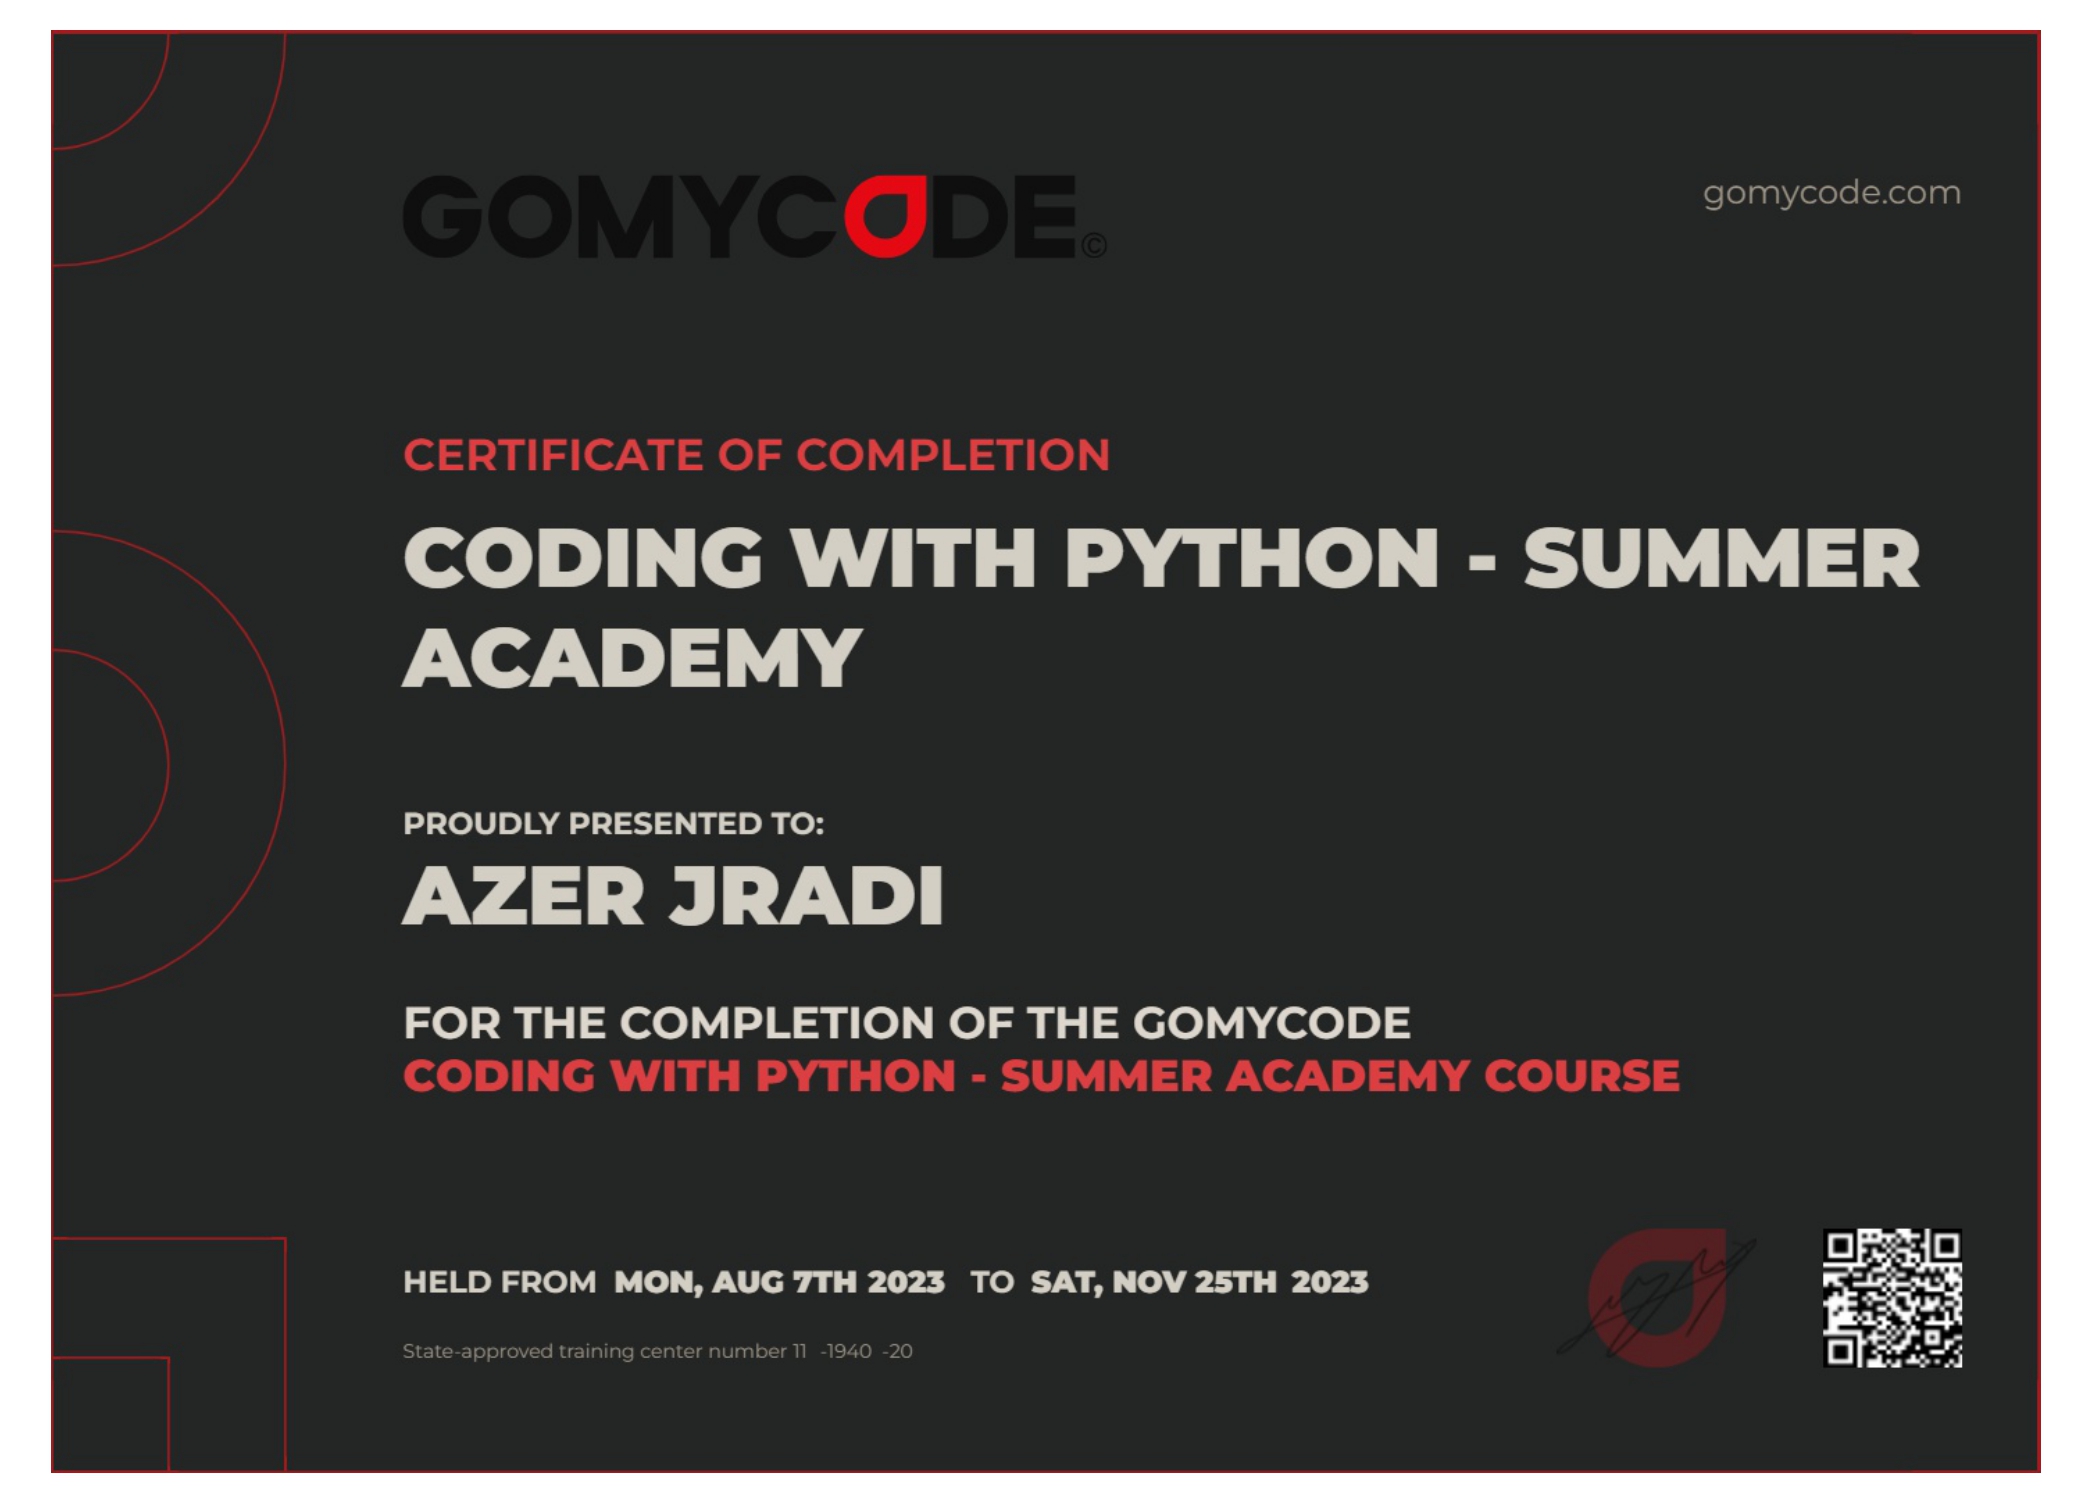 GOMYCODE©
gomycode.com
CERTIFICATE OF COMPLETION
CODING WITH PYTHON - SUMMER
ACADEMY
PROUDLY PRESENTED TO:
AZER JRADI
FOR THE COMPLETION OF THE GOMYCODE
CODING WITH PYTHON - SUMMER ACADEMY COURSE
HELD FROM MON, AUG 7TH 2023 TO SAT, NOV 25TH 2023
State-approved training center number 11 -1940 -20